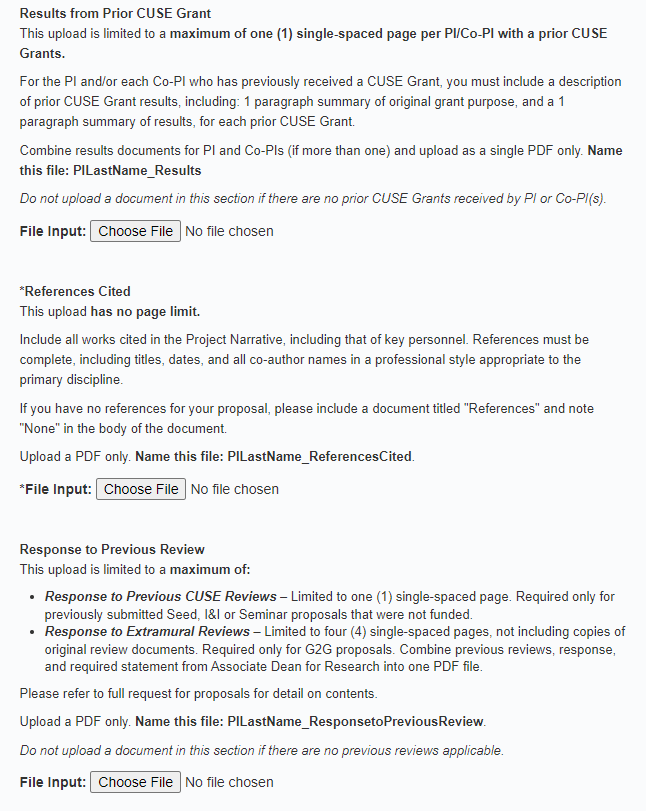 Results from Prior CUSE Grant
This upload is limited to a maximum of one (1) single-spaced page per PI/Co-PI with a prior CUSE
Grants.
For the PI and/or each Co-PI who has previously received a CUSE Grant, you must include a description
of prior CUSE Grant results, including: 1 paragraph summary of original grant purpose, and a 1
paragraph summary of results, for each prior CUSE Grant.
Combine results documents for PI and Co-PIs (if more than one) and upload as a single PDF only. Name
this file: PILastName_Results
Do not upload a document in this section if there are no prior CUSE Grants received by PI or Co-PI(s).
File Input: Choose File No file chosen
*References Cited
This upload has no page limit.
Include all works cited in the Project Narrative, including that of key personnel. References must be
complete, including titles, dates, and all co-author names in a professional style appropriate to the
primary discipline.
If you have no references for your proposal, please include a document titled "References" and note
"None" in the body of the document.
Upload a PDF only. Name this file: PILastName_ReferencesCited.
*File Input: Choose File No file chosen
Response to Previous Review
This upload is limited to a maximum of:
• Response to Previous CUSE Reviews – Limited to one (1) single-spaced page. Required only for
previously submitted Seed, I&I or Seminar proposals that were not funded.
• Response to Extramural Reviews – Limited to four (4) single-spaced pages, not including copies of
original review documents. Required only for G2G proposals. Combine previous reviews, response,
and required statement from Associate Dean for Research into one PDF file.
Please refer to full request for proposals for detail on contents.
Upload a PDF only. Name this file: PILastName_ResponsetoPreviousReview.
Do not upload a document in this section if there are no previous reviews applicable.
File Input: Choose File No file chosen